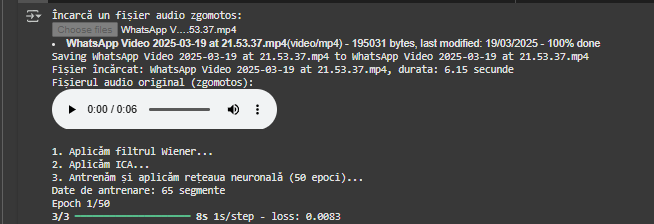 Încarcă un fișier audio zgomotos:
Choose files WhatsApp V....53.37.mp4
• WhatsApp Video 2025-03-19 at 21.53.37.mp4(video/mp4) - 195031 bytes, last modified: 19/03/2025 - 100% done
Saving WhatsApp Video 2025-03-19 at 21.53.37.mp4 to WhatsApp Video 2025-03-19 at 21.53.37.mp4
Fișier încărcat: WhatsApp Video 2025-03-19 at 21.53.37.mp4, durata: 6.15 secunde
Fișierul audio original (zgomotos):
0:00 / 0:06
1. Aplicăm filtrul Wiener...
2. Aplicăm ICA...
3. Antrenăm și aplicăm rețeaua neuronală (50 epoci)...
Date de antrenare: 65 segmente
Epoch 1/50
3/3 8s 1s/step - loss: 0.0083